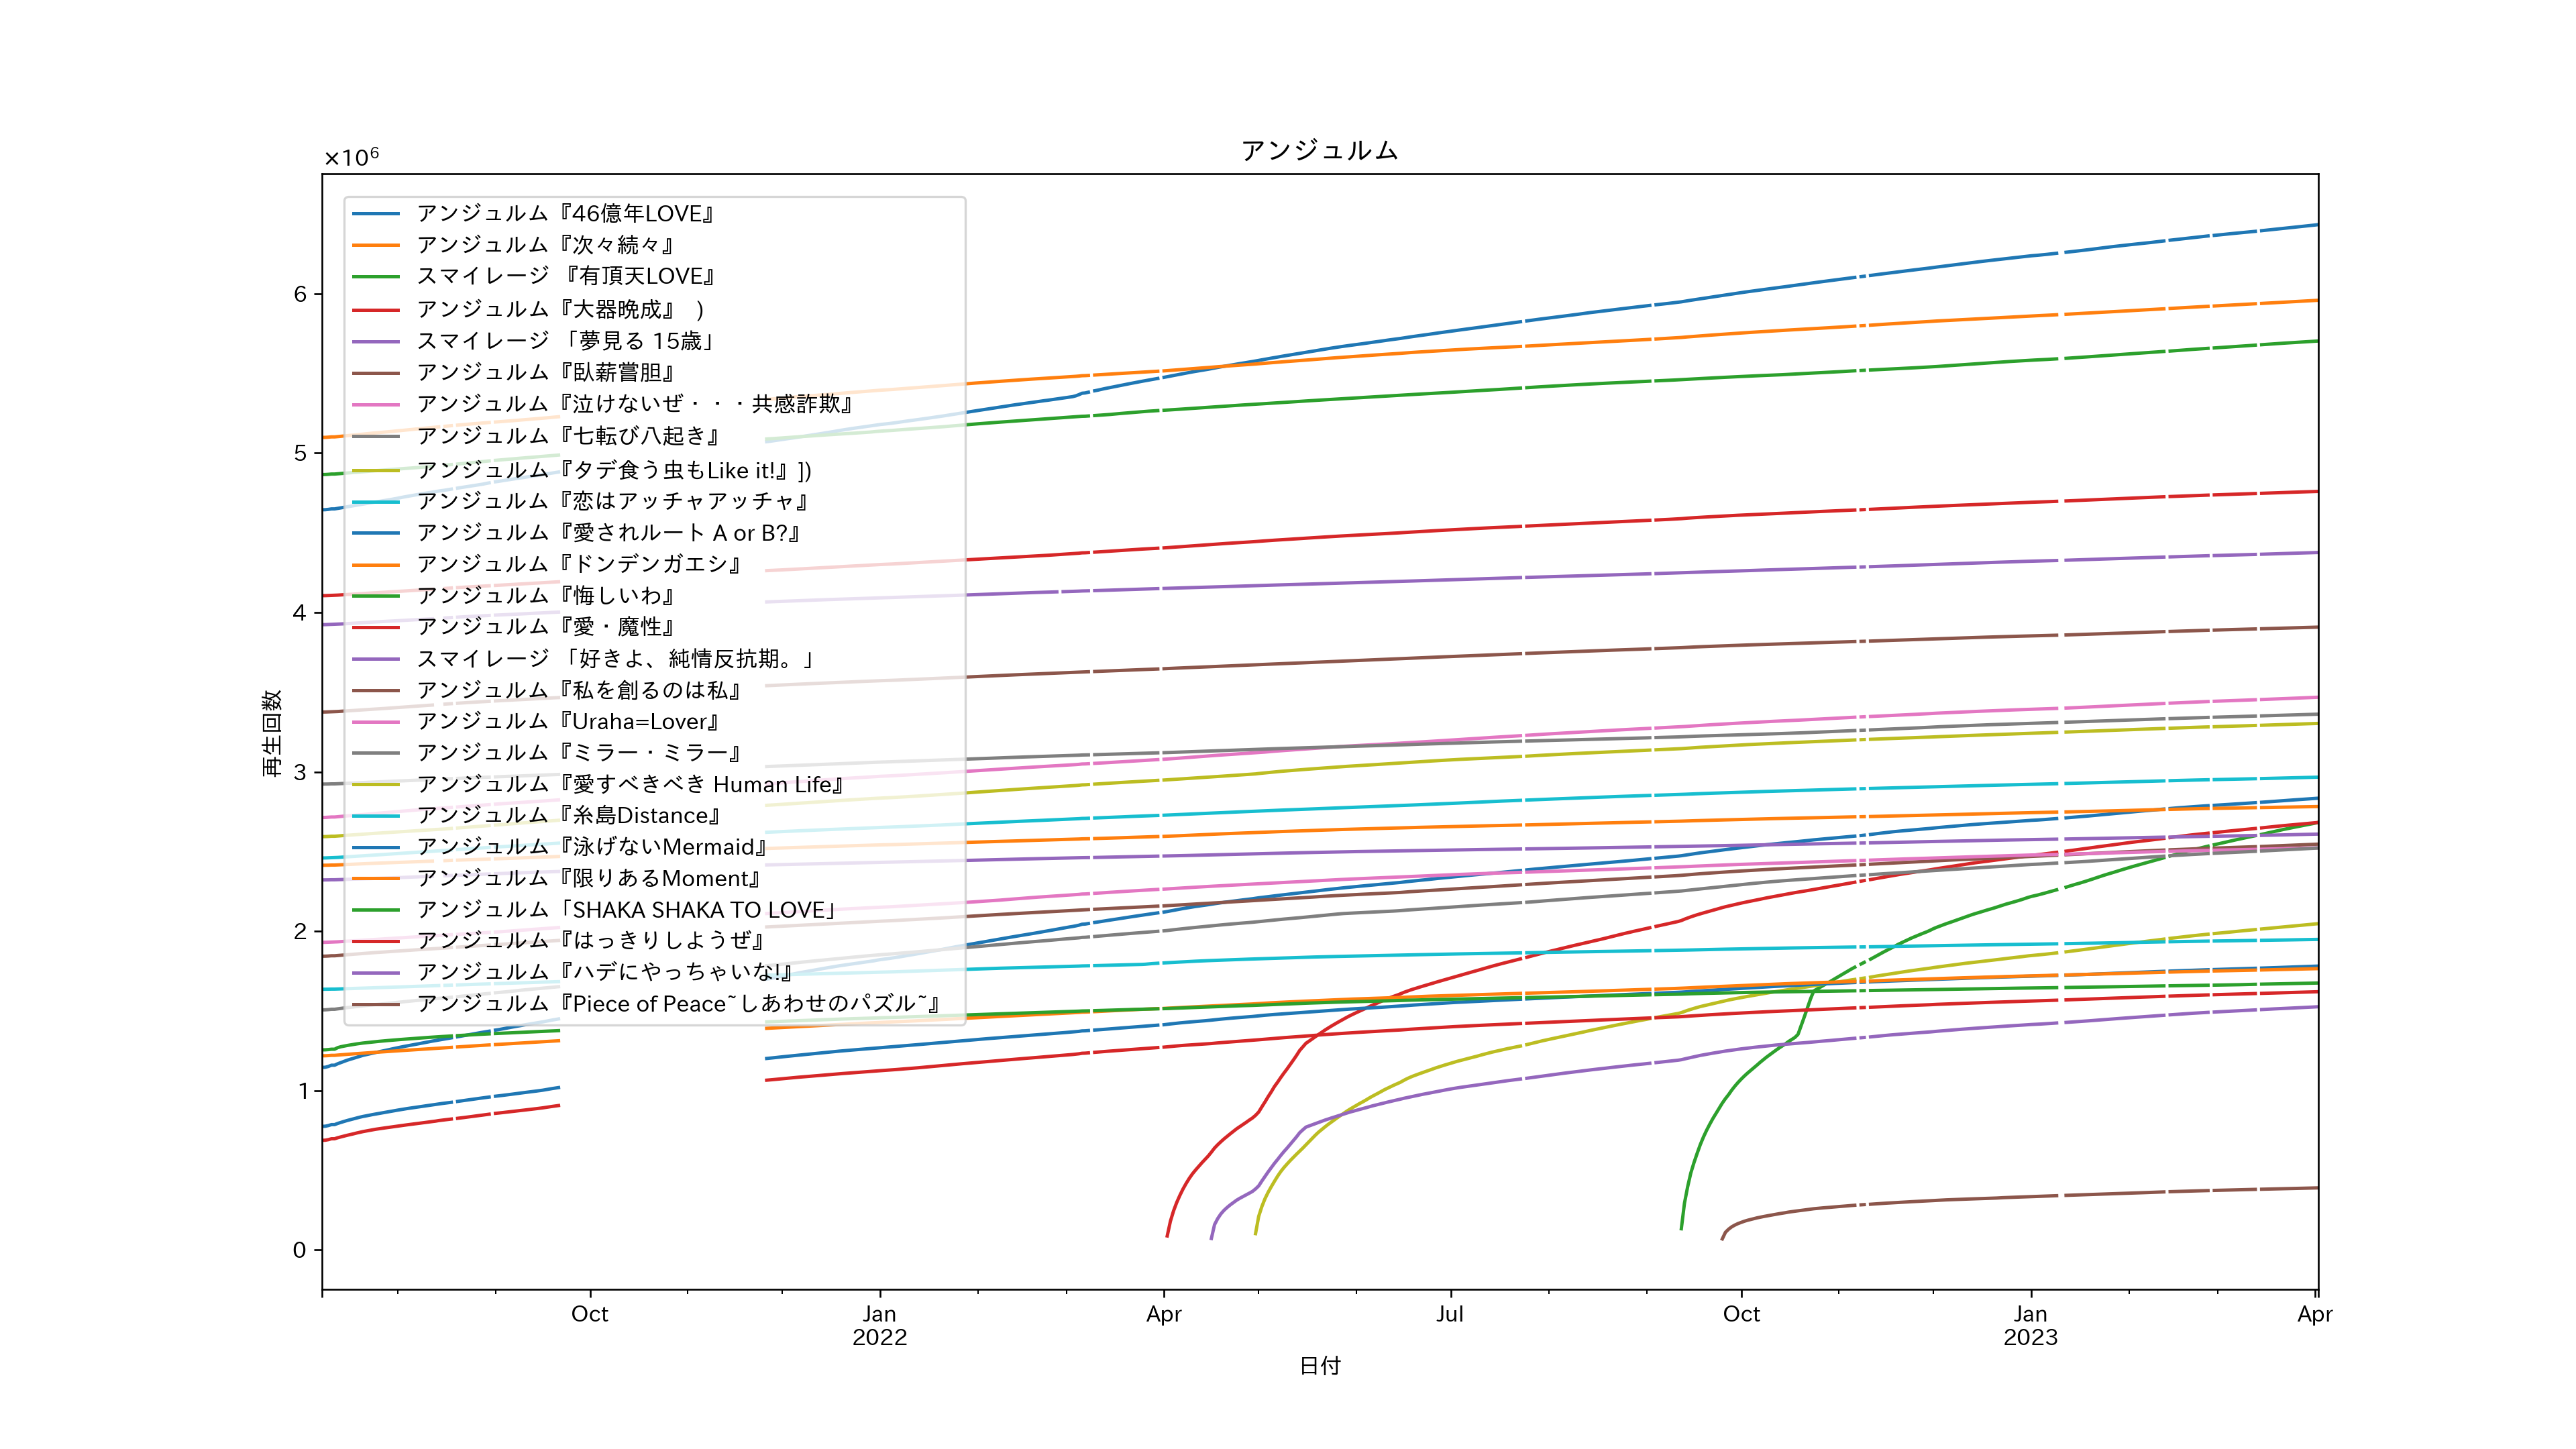 アンジュルム
×10⁶
アンジュルム『46億年LOVE』
アンジュルム『次々続々』
スマイレージ 『有頂天LOVE』
アンジュルム『大器晩成』 )
スマイレージ 「夢見る 15歳」
アンジュルム『臥薪嘗胆』
アンジュルム『泣けないぜ・・・共感詐欺』
アンジュルム『七転び八起き』
アンジュルム『タデ食う虫もLike it!』])
アンジュルム『恋はアッチャアッチャ』
アンジュルム『愛されルート A or B?』
アンジュルム『ドンデンガエシ』
アンジュルム『悔しいわ』
アンジュルム『愛・魔性』
スマイレージ 「好きよ、純情反抗期。」
アンジュルム『私を創るのは私』
アンジュルム『Uraha=Lover』
アンジュルム『ミラー・ミラー』
アンジュルム『愛すべきべき Human Life』
アンジュルム『糸島Distance』
アンジュルム『泳げないMermaid』
アンジュルム『限りあるMoment』
アンジュルム「SHAKA SHAKA TO LOVE」
アンジュルム『はっきりしようぜ』
アンジュルム『ハデにやっちゃいな!』
アンジュルム『Piece of Peace~しあわせのパズル~』
6
5
4
3
2
1
0
再生回数
Oct Jan Apr Jul Oct Jan Apr
2022 2023
日付